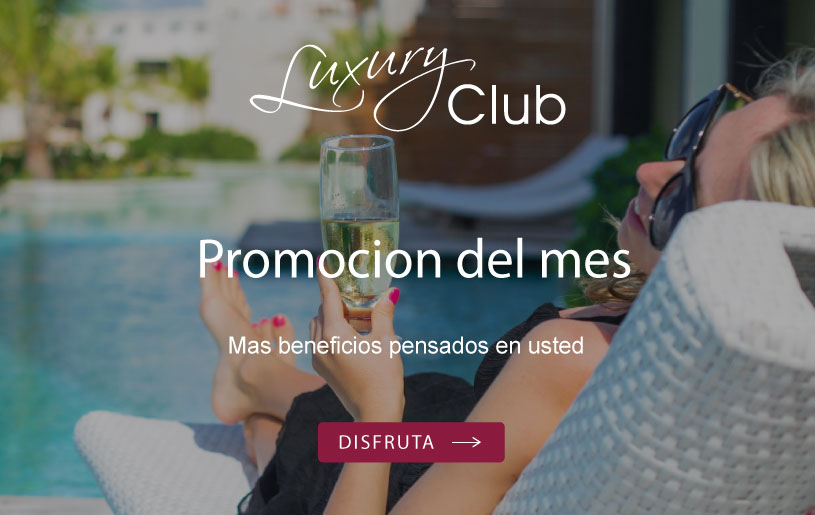 Luxury
Club
Promocion del mes
Mas beneficios pensados en usted
DISFRUTA